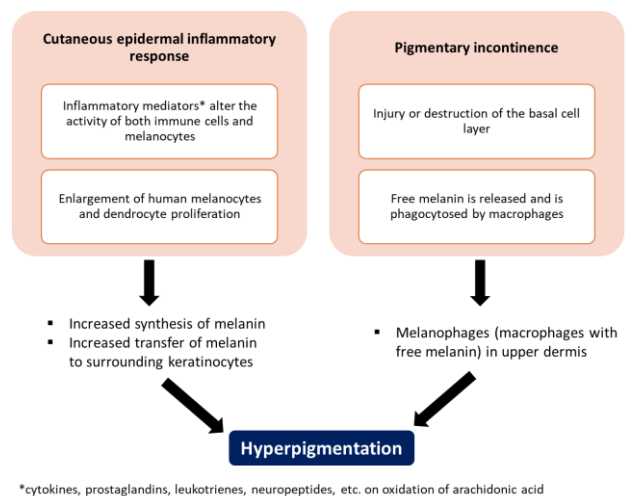 Cutaneous epidermal inflammatory
response
Inflammatory mediators* alter the
activity of both immune cells and
melanocytes
Enlargement of human melanocytes
and dendrocyte proliferation
Pigmentary incontinence
Injury or destruction of the basal cell
layer
Free melanin is released and is
phagocytosed by macrophages
▪ Increased synthesis of melanin
▪ Increased transfer of melanin
to surrounding keratinocytes
▪ Melanophages (macrophages with
free melanin) in upper dermis
Hyperpigmentation
*cytokines, prostaglandins, leukotrienes, neuropeptides, etc. on oxidation of arachidonic acid